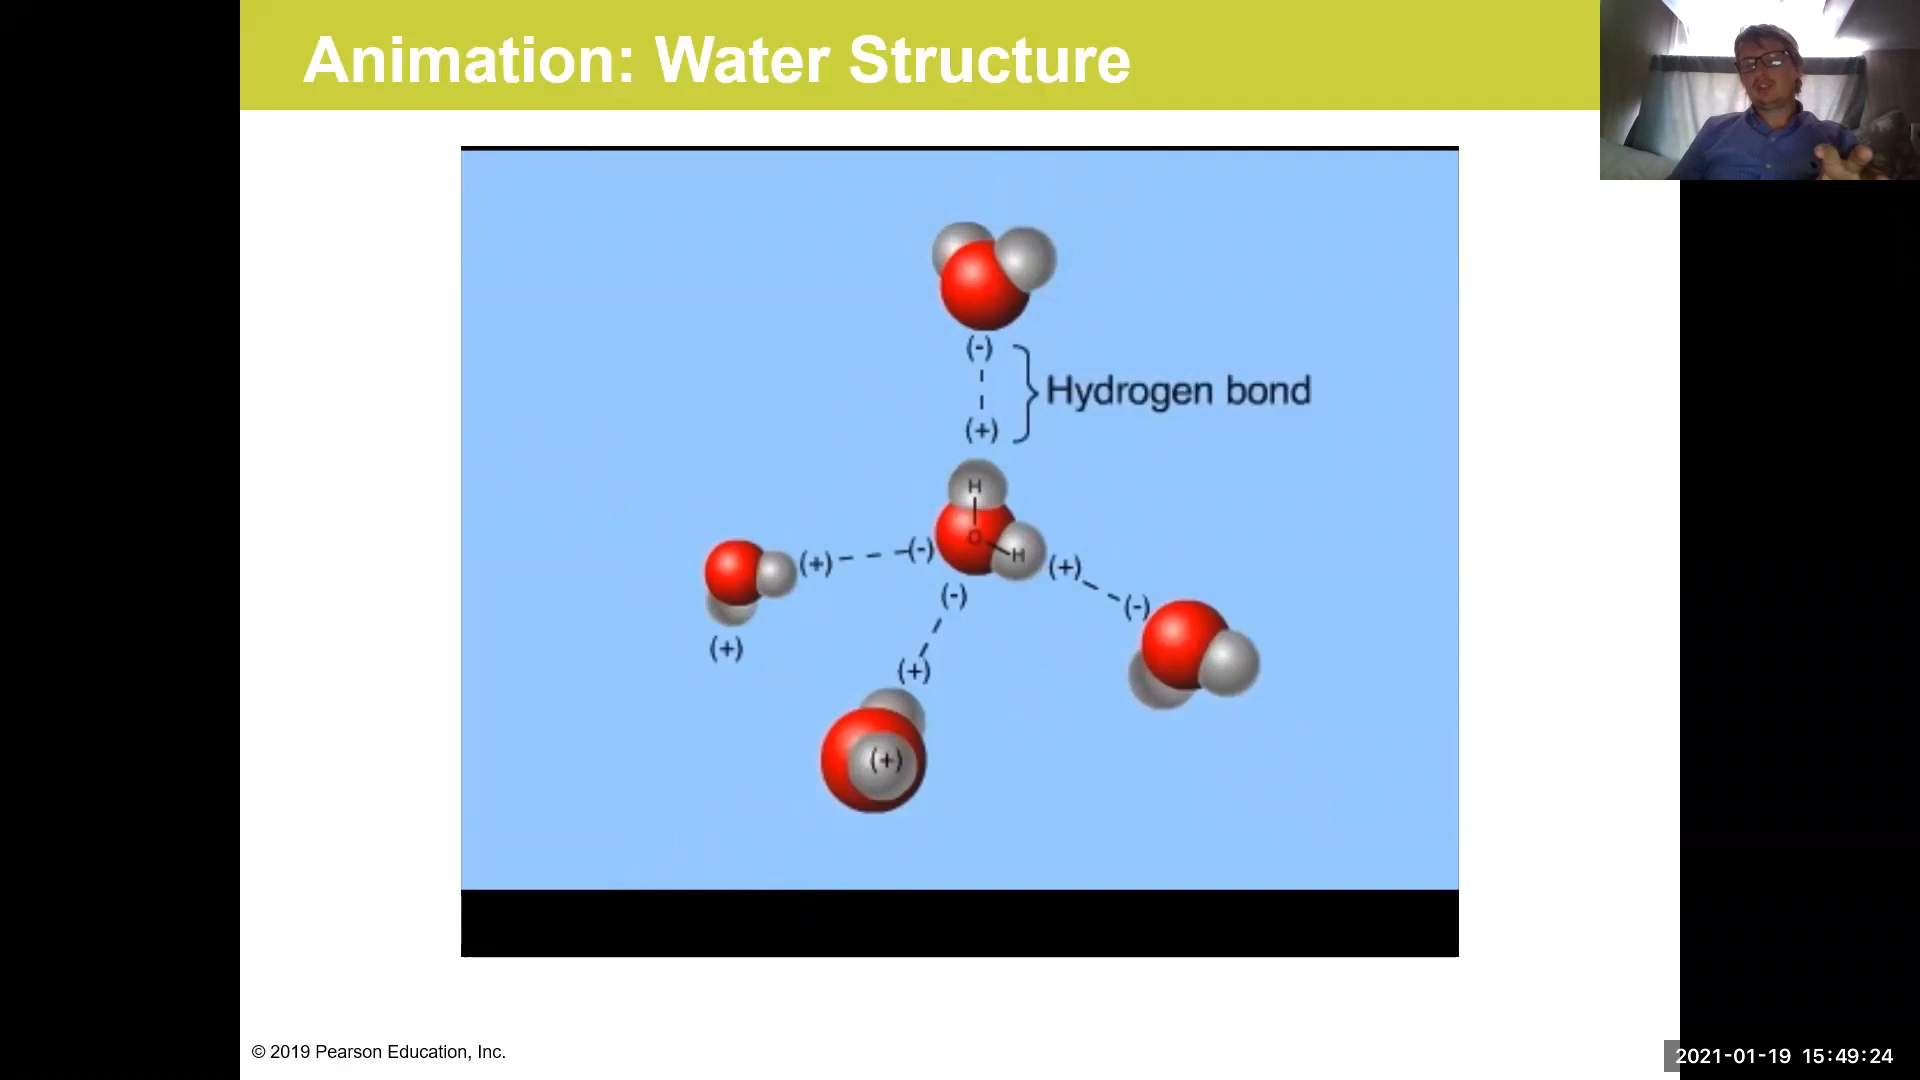 Animation: Water Structure
(-)
Hydrogen bond
(+)
H
O
H
(+)
(-)
(+)
(-)
(-)
(+)
(+)
(+)
© 2019 Pearson Education, Inc.
2021-01-19 15:49:24